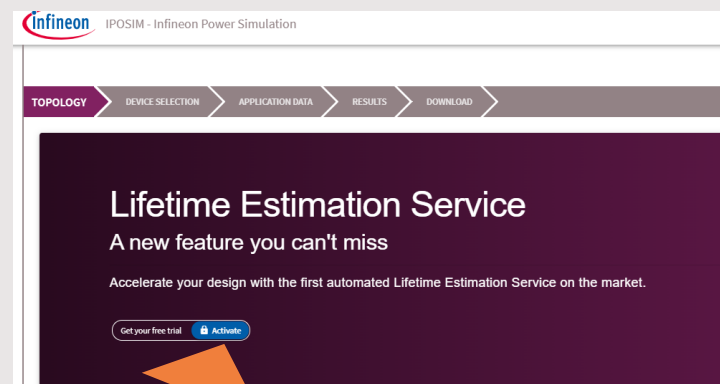 infineon IPOSIM - Infineon Power Simulation
TOPOLOGY DEVICE SELECTION APPLICATION DATA RESULTS DOWNLOAD
Lifetime Estimation Service
A new feature you can't miss
Accelerate your design with the first automated Lifetime Estimation Service on the market.
Get your free trial Activate